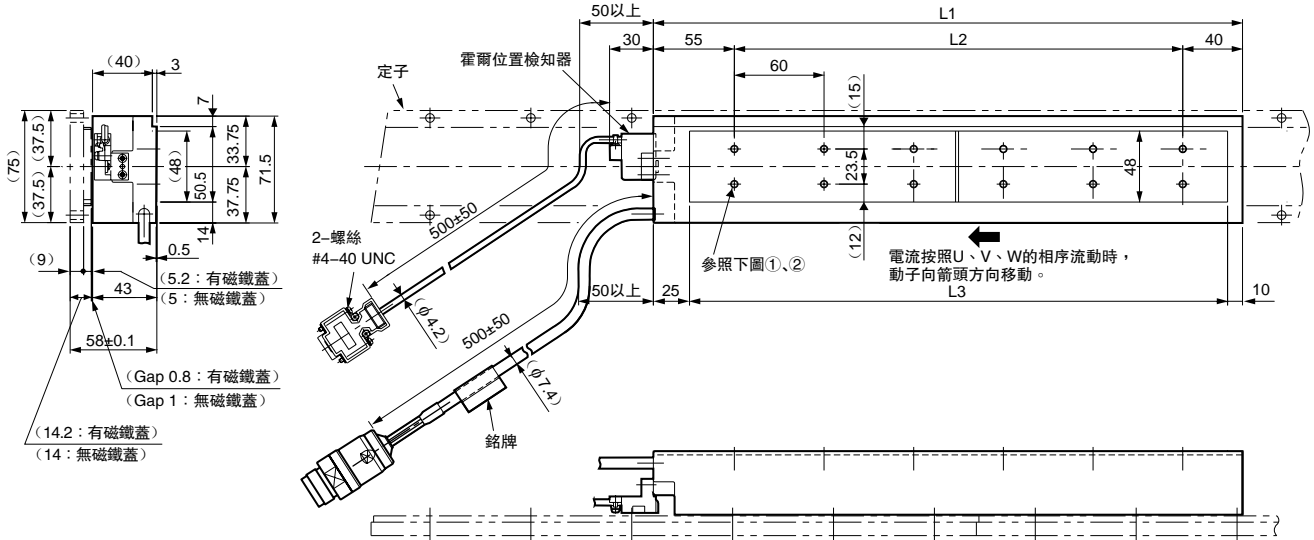 50以上
L1
（40）
3
30
55
L2
40
霍爾位置檢知器
定子
60
7
（15）
（75）
（37.5）
（37.5）
（48）
50.5
33.75
37.75
71.5
23.5
48
14
500±50
2–螺絲
#4–40 UNC
0.5
（9）
（5.2：有磁鐵蓋）
（5：無磁鐵蓋）
43
58±0.1
參照下圖①、②
（12）
電流按照U、V、W的相序流動時，
動子向箭頭方向移動。
50以上
25
L3
10
（φ4.2）
500±50
（φ7.4）
（Gap 0.8：有磁鐵蓋）
（Gap 1：無磁鐵蓋）
（14.2：有磁鐵蓋）
（14：無磁鐵蓋）
銘牌